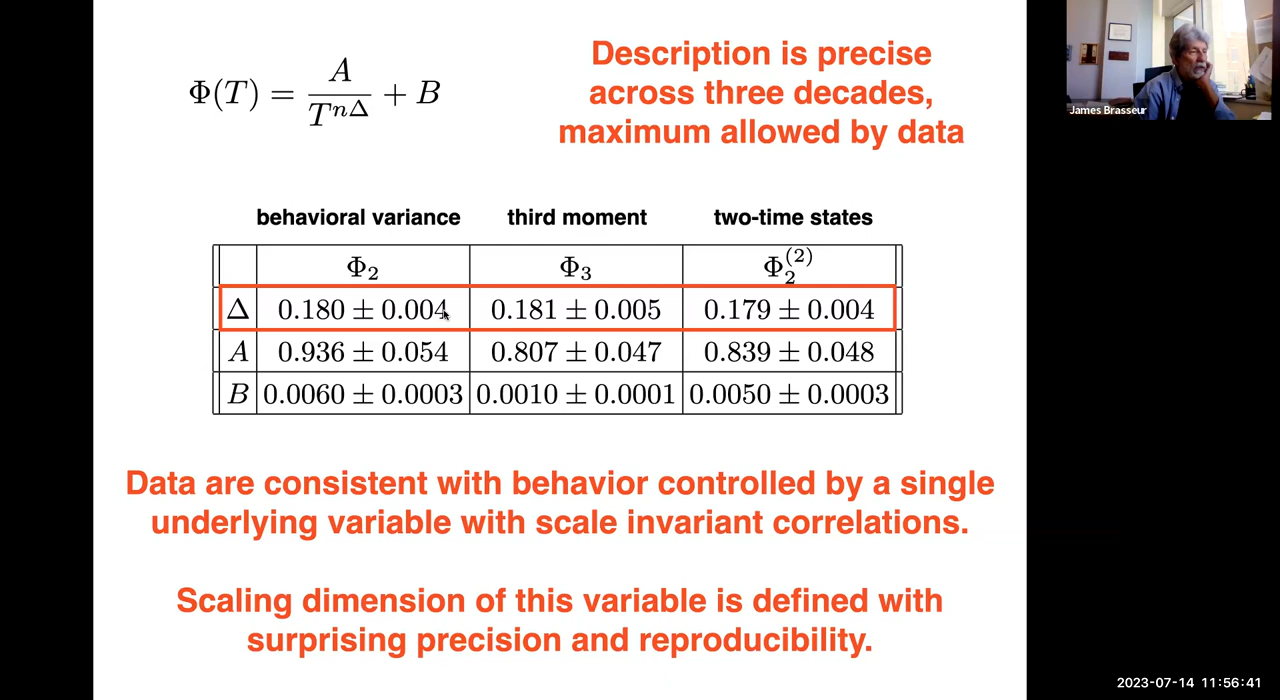 Φ(T) = A / T^{nΔ} + B
Description is precise
across three decades,
maximum allowed by data
James Brasseur
behavioral variance third moment two-time states
Φ₂ Φ₃ Φ₂⁽²⁾
Δ 0.180 ± 0.004 0.181 ± 0.005 0.179 ± 0.004
A 0.936 ± 0.054 0.807 ± 0.047 0.839 ± 0.048
B 0.0060 ± 0.0003 0.0010 ± 0.0001 0.0050 ± 0.0003
Data are consistent with behavior controlled by a single
underlying variable with scale invariant correlations.
Scaling dimension of this variable is defined with
surprising precision and reproducibility.
2023-07-14 11:56:41